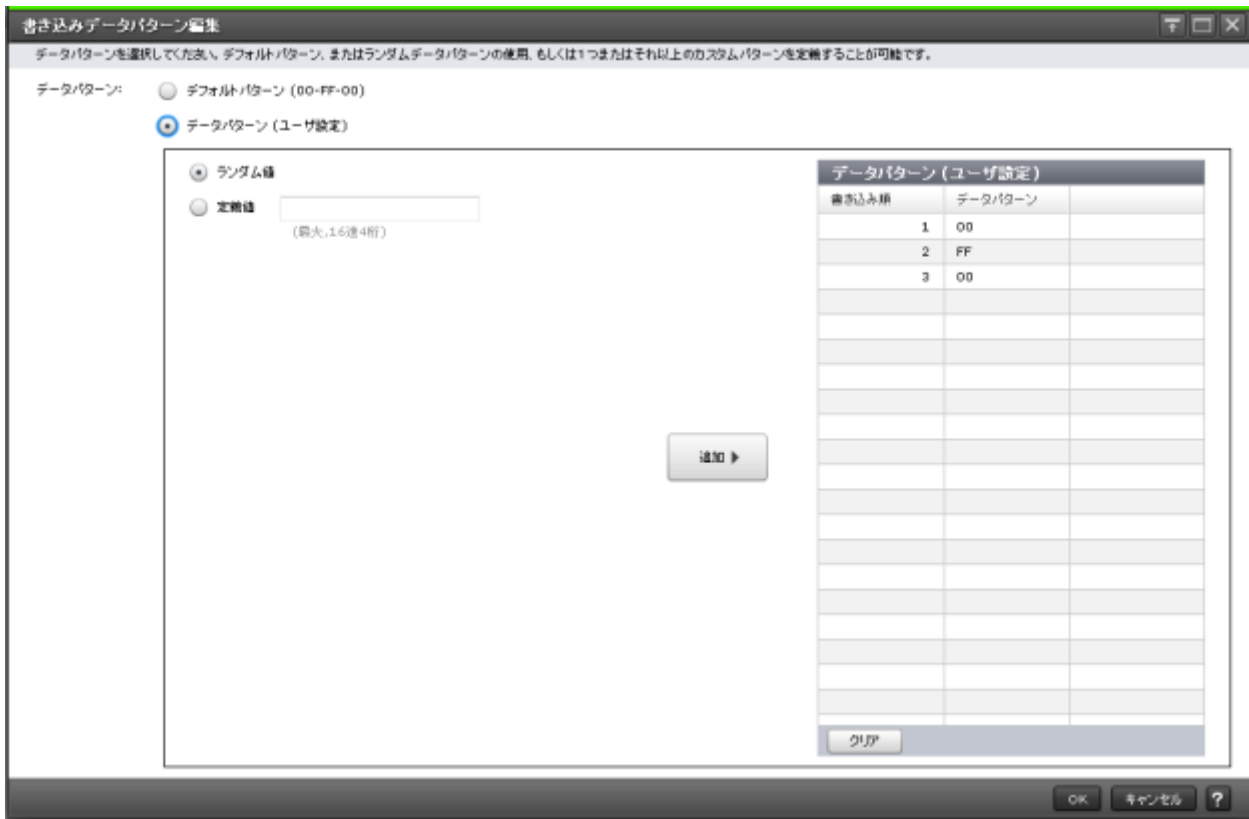 書き込みデータパターン編集
データパターンを選択してください。デフォルトパターン、またはランダムデータパターンの使用、もしくは1つまたはそれ以上のカスタムパターンを定義することが可能です。
データパターン:
デフォルトパターン (00-FF-00)
データパターン (ユーザ設定)
ランダム値
定義値
(最大,16進4桁)
追加
データパターン (ユーザ設定)
書き込み順 データパターン
1 00
2 FF
3 00
クリア
OK キャンセル ?